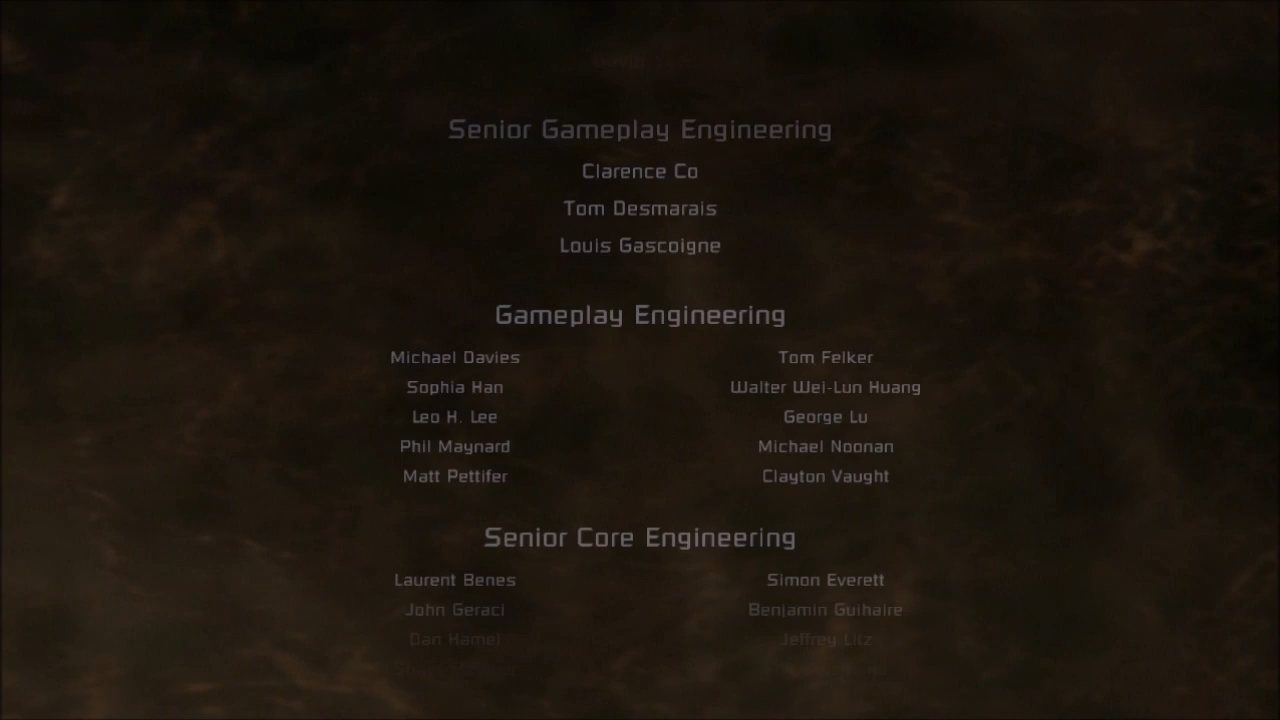 Senior Gameplay Engineering
Clarence Co
Tom Desmarais
Louis Gascoigne
Gameplay Engineering
Michael Davies Tom Felker
Sophia Han Walter Wei-Lun Huang
Leo H. Lee George Lu
Phil Maynard Michael Noonan
Matt Pettifer Clayton Vaught
Senior Core Engineering
Laurent Benes Simon Everett
John Geraci Benjamin Guihaire
Dan Hamel Jeffrey Litz